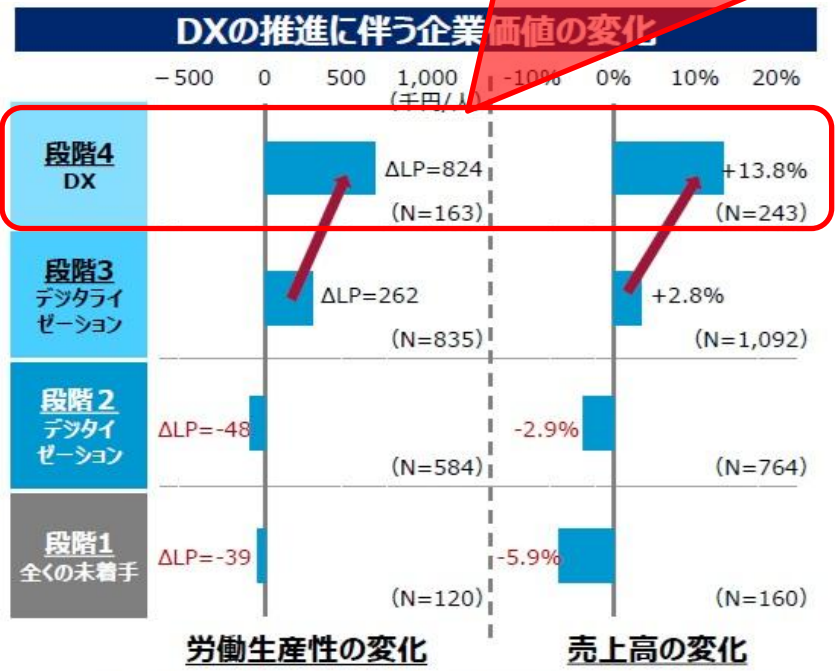 DXの推進に伴う企業価値の変化
-500 0 500 1,000 -10% 0% 10% 20%
(千円/人)
段階4
DX
ΔLP=824
(N=163)
+13.8%
(N=243)
段階3
デジタライ
ゼーション
ΔLP=262
(N=835)
+2.8%
(N=1,092)
段階2
デジタイ
ゼーション
ΔLP=-48
(N=584)
-2.9%
(N=764)
段階1
全くの未着手
ΔLP=-39
(N=120)
-5.9%
(N=160)
労働生産性の変化
売上高の変化